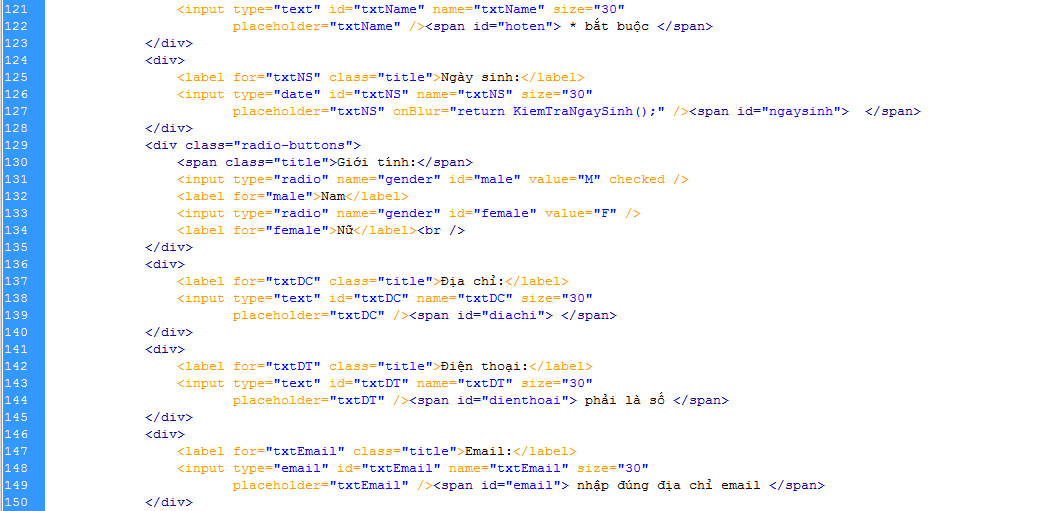 121 <input type="text" id="txtName" name="txtName" size="30"
122 placeholder="txtName" /><span id="hoten"> * bắt buộc </span>
123 </div>
124 <div>
125 <label for="txtNS" class="title">Ngày sinh:</label>
126 <input type="date" id="txtNS" name="txtNS" size="30"
127 placeholder="txtNS" onBlur="return KiemTraNgaySinh();" /><span id="ngaysinh">  </span>
128 </div>
129 <div class="radio-buttons">
130 <span class="title">Giới tính:</span>
131 <input type="radio" name="gender" id="male" value="M" checked />
132 <label for="male">Nam</label>
133 <input type="radio" name="gender" id="female" value="F" />
134 <label for="female">Nữ</label><br />
135 </div>
136 <div>
137 <label for="txtDC" class="title">Địa chỉ:</label>
138 <input type="text" id="txtDC" name="txtDC" size="30"
139 placeholder="txtDC" /><span id="diachi"> </span>
140 </div>
141 <div>
142 <label for="txtDT" class="title">Điện thoại:</label>
143 <input type="text" id="txtDT" name="txtDT" size="30"
144 placeholder="txtDT" /><span id="dienthoai"> phải là số </span>
145 </div>
146 <div>
147 <label for="txtEmail" class="title">Email:</label>
148 <input type="email" id="txtEmail" name="txtEmail" size="30"
149 placeholder="txtEmail" /><span id="email"> nhập đúng địa chỉ email </span>
150 </div>